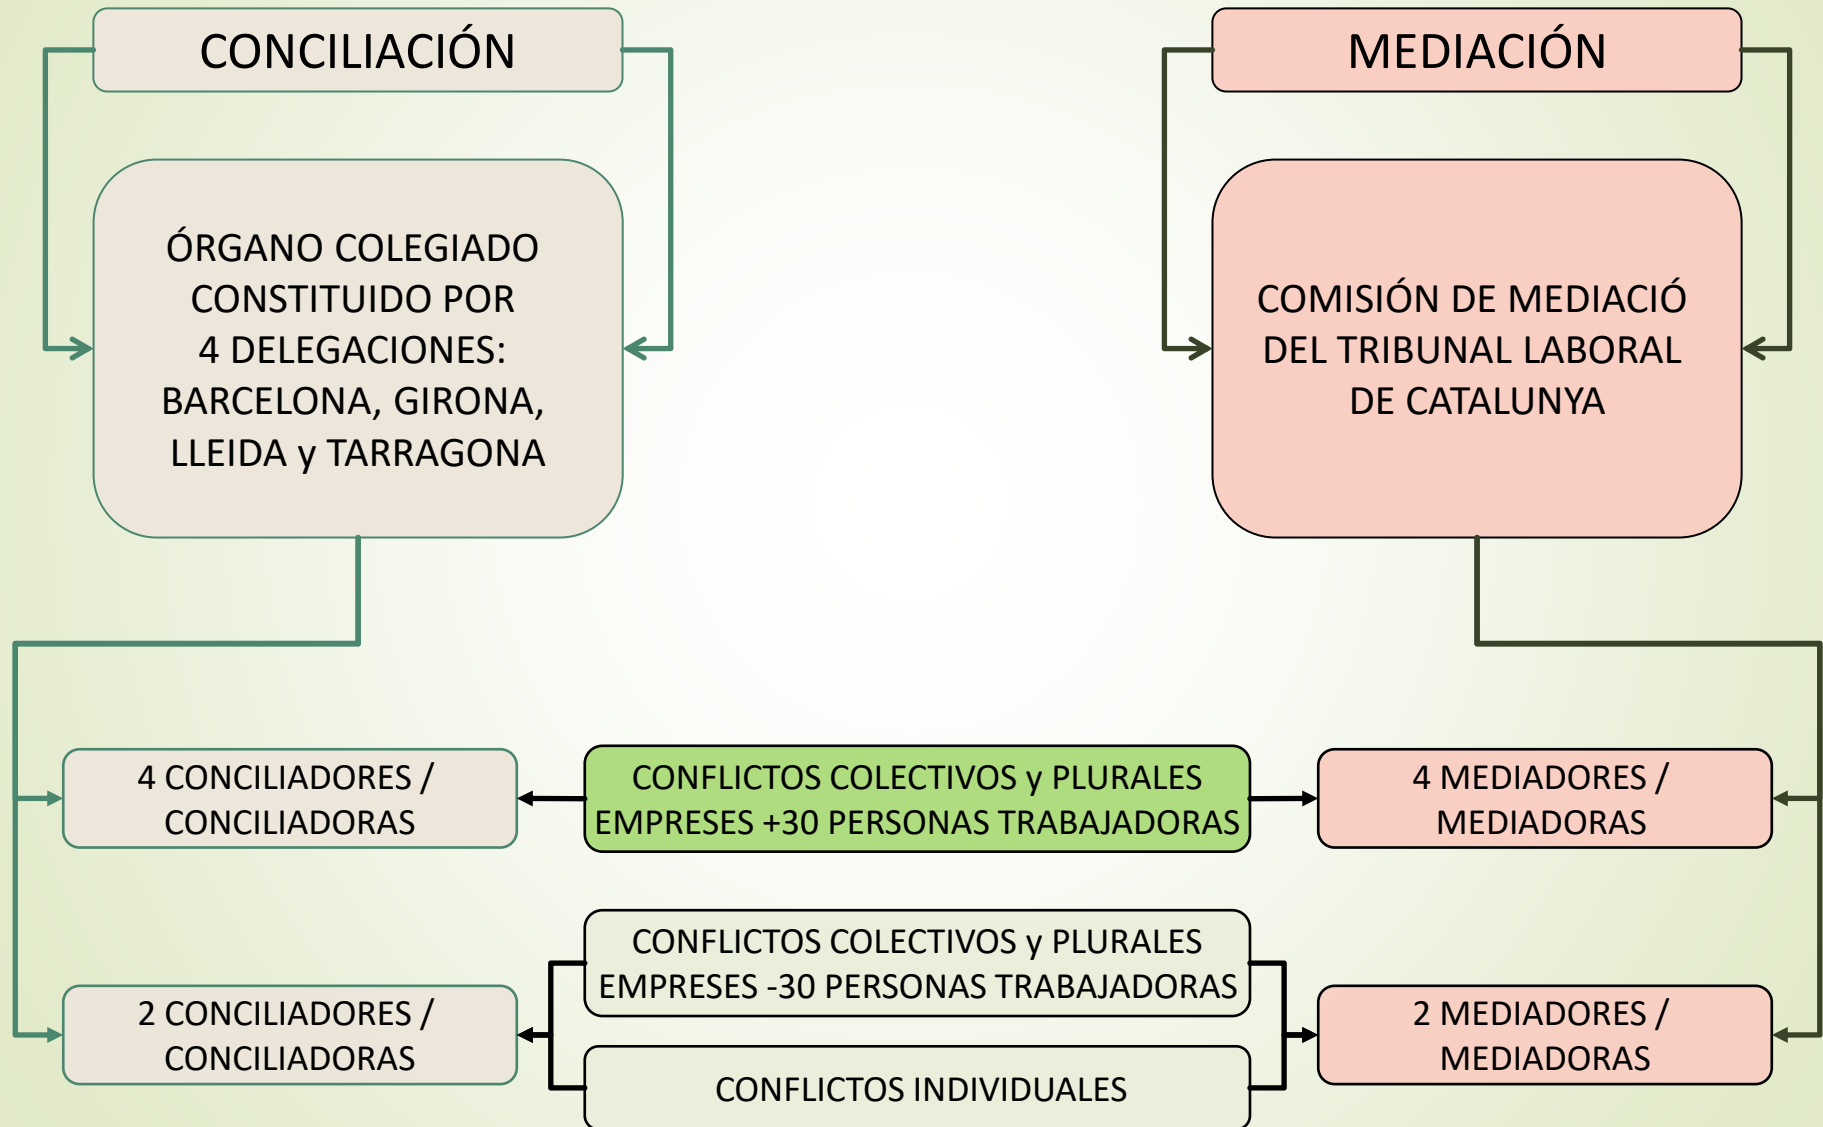 CONCILIACIÓN
MEDIACIÓN
ÓRGANO COLEGIADO
CONSTITUIDO POR
4 DELEGACIONES:
BARCELONA, GIRONA,
LLEIDA y TARRAGONA
COMISIÓN DE MEDIACIÓ
DEL TRIBUNAL LABORAL
DE CATALUNYA
4 CONCILIADORES /
CONCILIADORAS
CONFLICTOS COLECTIVOS y PLURALES
EMPRESES +30 PERSONAS TRABAJADORAS
4 MEDIADORES /
MEDIADORAS
CONFLICTOS COLECTIVOS y PLURALES
EMPRESES -30 PERSONAS TRABAJADORAS
2 CONCILIADORES /
CONCILIADORAS
2 MEDIADORES /
MEDIADORAS
CONFLICTOS INDIVIDUALES